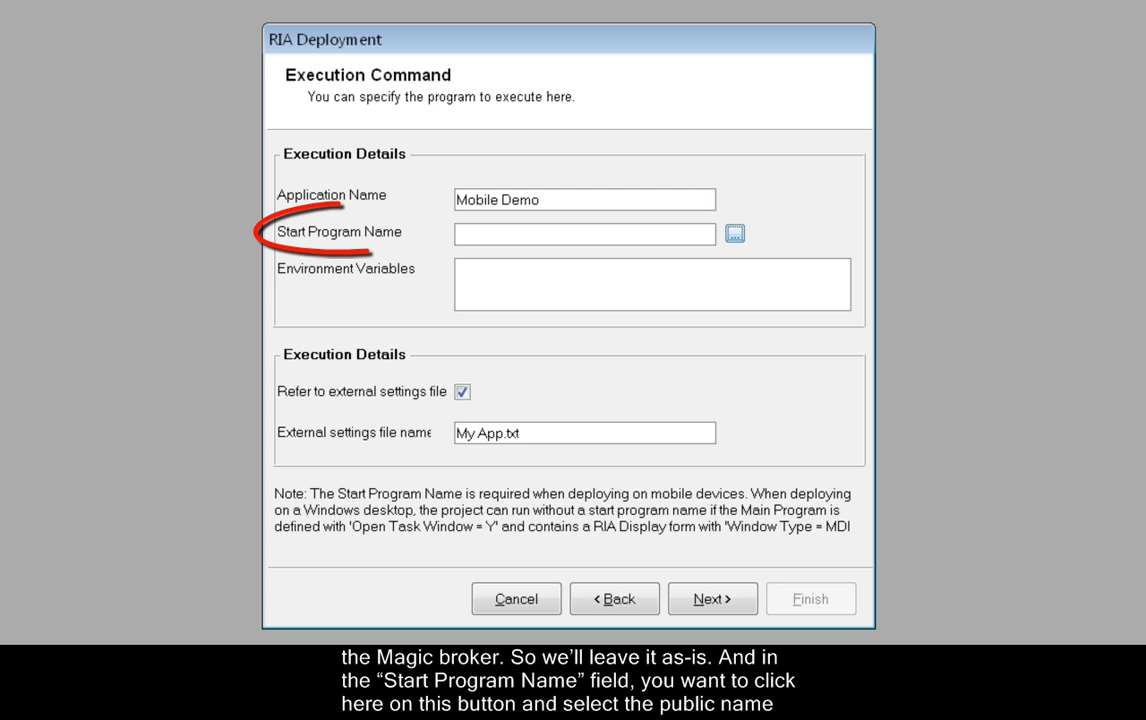 RIA Deployment
Execution Command
You can specify the program to execute here.
Execution Details
Application Name
Mobile Demo
Start Program Name
...
Environment Variables
Execution Details
Refer to external settings file
External settings file name
My App.txt
Note: The Start Program Name is required when deploying on mobile devices. When deploying
on a Windows desktop, the project can run without a start program name if the Main Program is
defined with 'Open Task Window = Y' and contains a RIA Display form with 'Window Type = MDI
Cancel
< Back
Next >
Finish
the Magic broker. So we’ll leave it as-is. And in
the “Start Program Name” field, you want to click
here on this button and select the public name